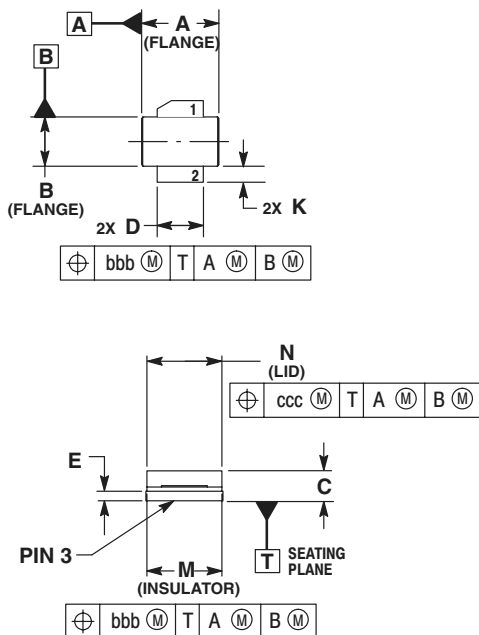 A
A
(FLANGE)
B
1
2
B
(FLANGE)
2X K
2X D
⌖ bbb Ⓜ T A Ⓜ B Ⓜ
N
(LID)
⌖ ccc Ⓜ T A Ⓜ B Ⓜ
E
C
PIN 3
M
(INSULATOR)
T
SEATING
PLANE
⌖ bbb Ⓜ T A Ⓜ B Ⓜ